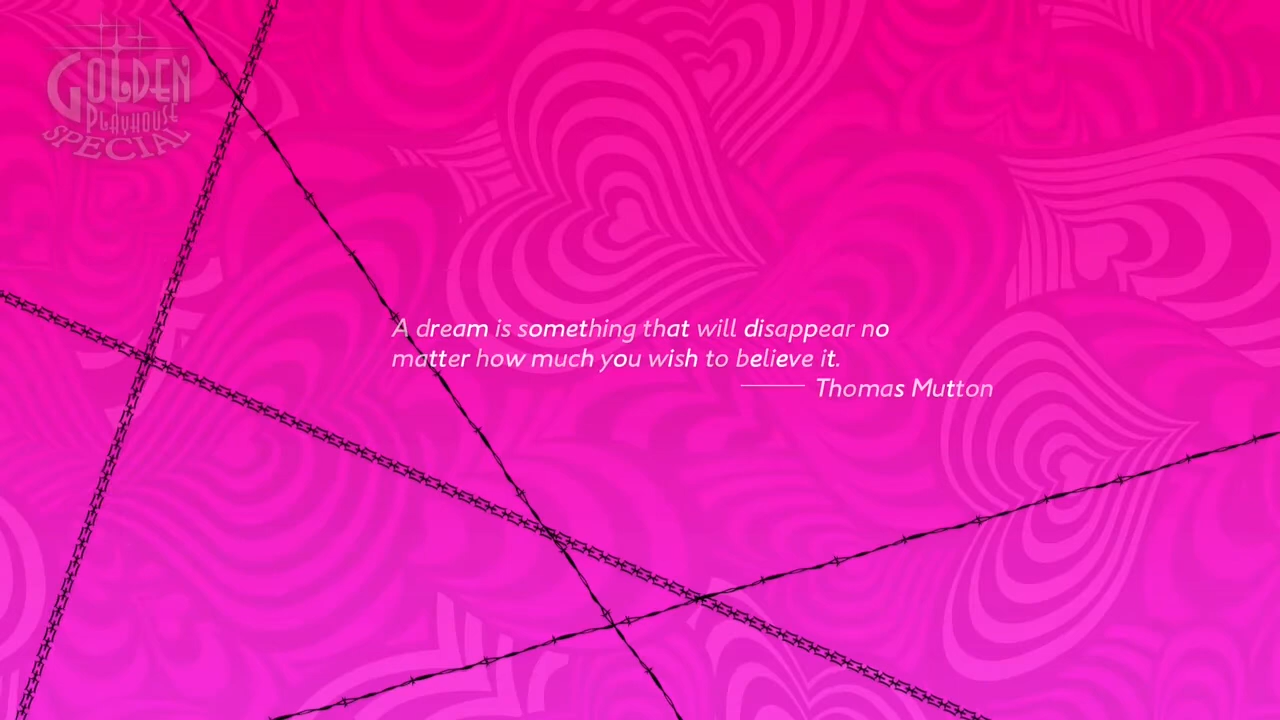 GOLDEN
PLAYHOUSE
SPECIAL
A dream is something that will disappear no
matter how much you wish to believe it.
Thomas Mutton